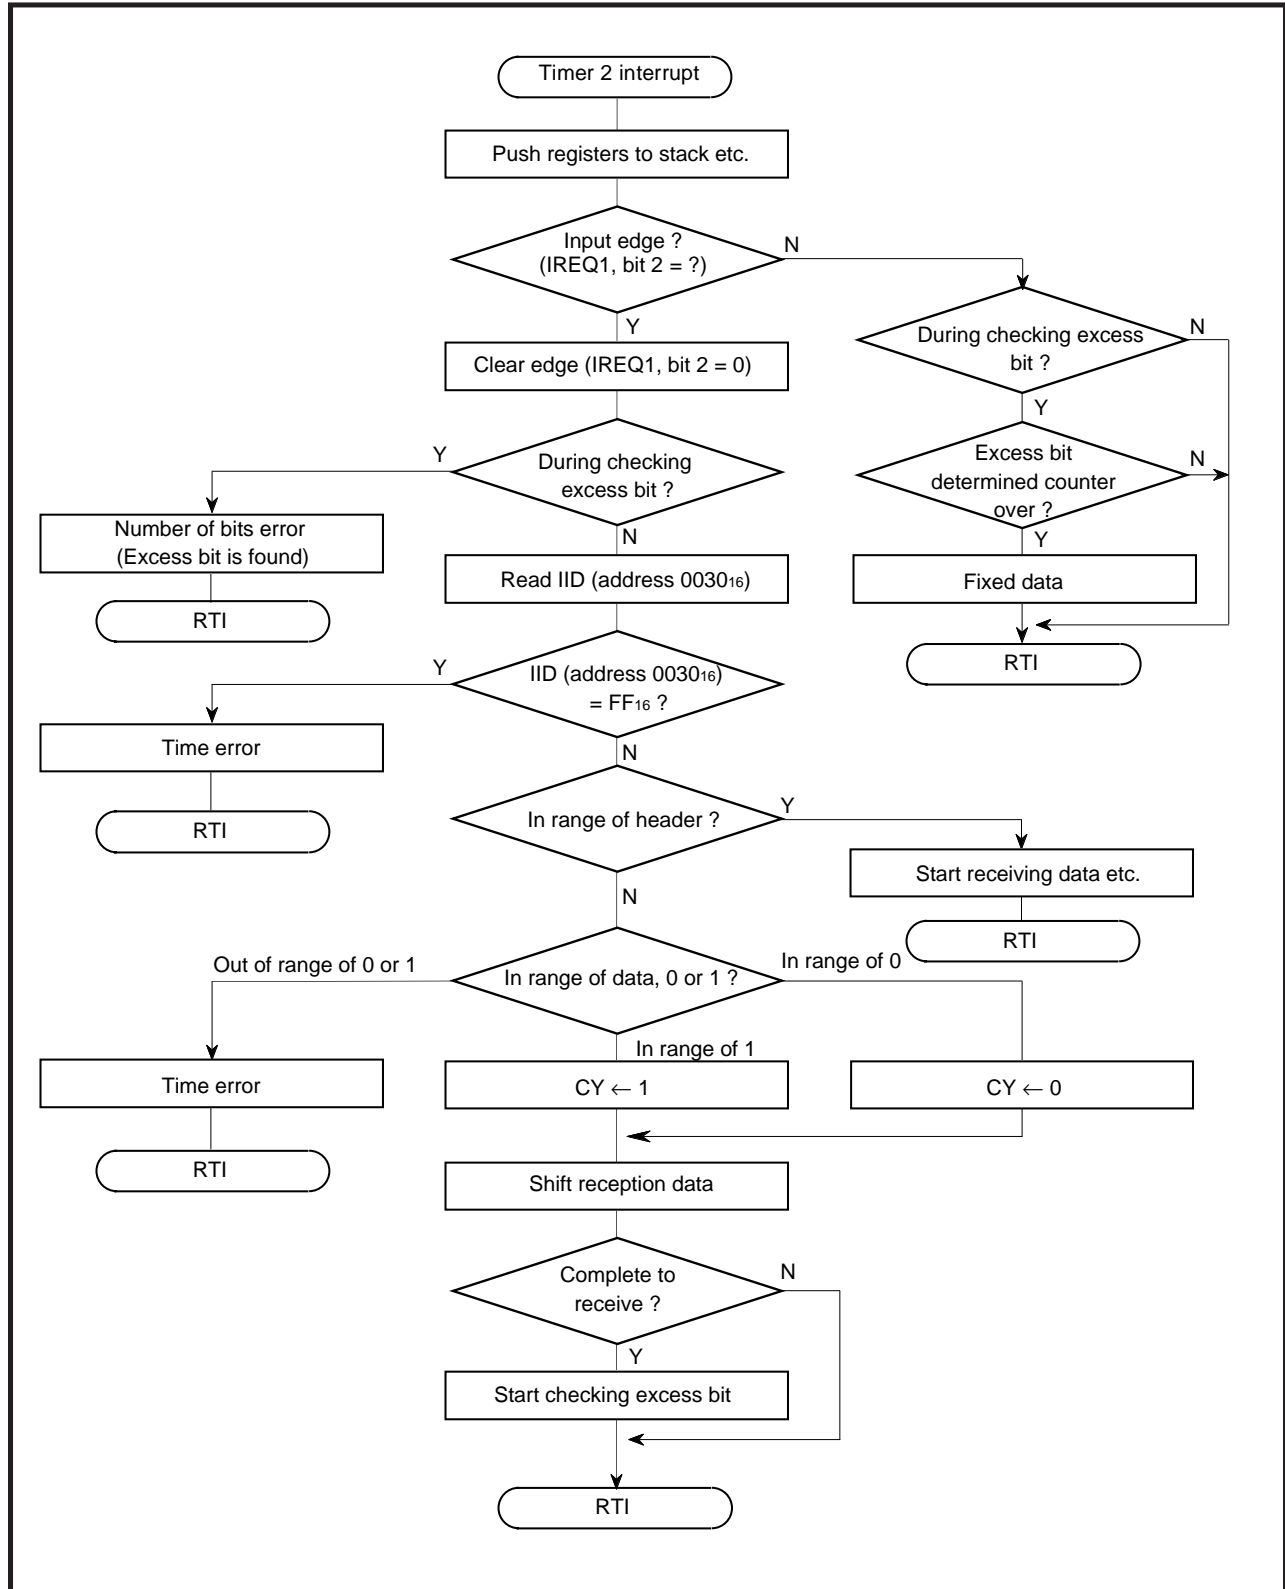 Timer 2 interrupt
Push registers to stack etc.
Input edge ?
(IREQ1, bit 2 = ?)
N
Y
During checking excess
bit ?
N
Y
Clear edge (IREQ1, bit 2 = 0)
During checking
excess bit ?
Y
N
Excess bit
determined counter
over ?
N
Y
Number of bits error
(Excess bit is found)
RTI
Read IID (address 0030₁₆)
Fixed data
RTI
IID (address 0030₁₆)
= FF₁₆ ?
Y
N
Time error
RTI
In range of header ?
Y
N
Start receiving data etc.
RTI
In range of data, 0 or 1 ?
Out of range of 0 or 1
In range of 0
In range of 1
Time error
RTI
CY ← 1
CY ← 0
Shift reception data
Complete to
receive ?
N
Y
Start checking excess bit
RTI